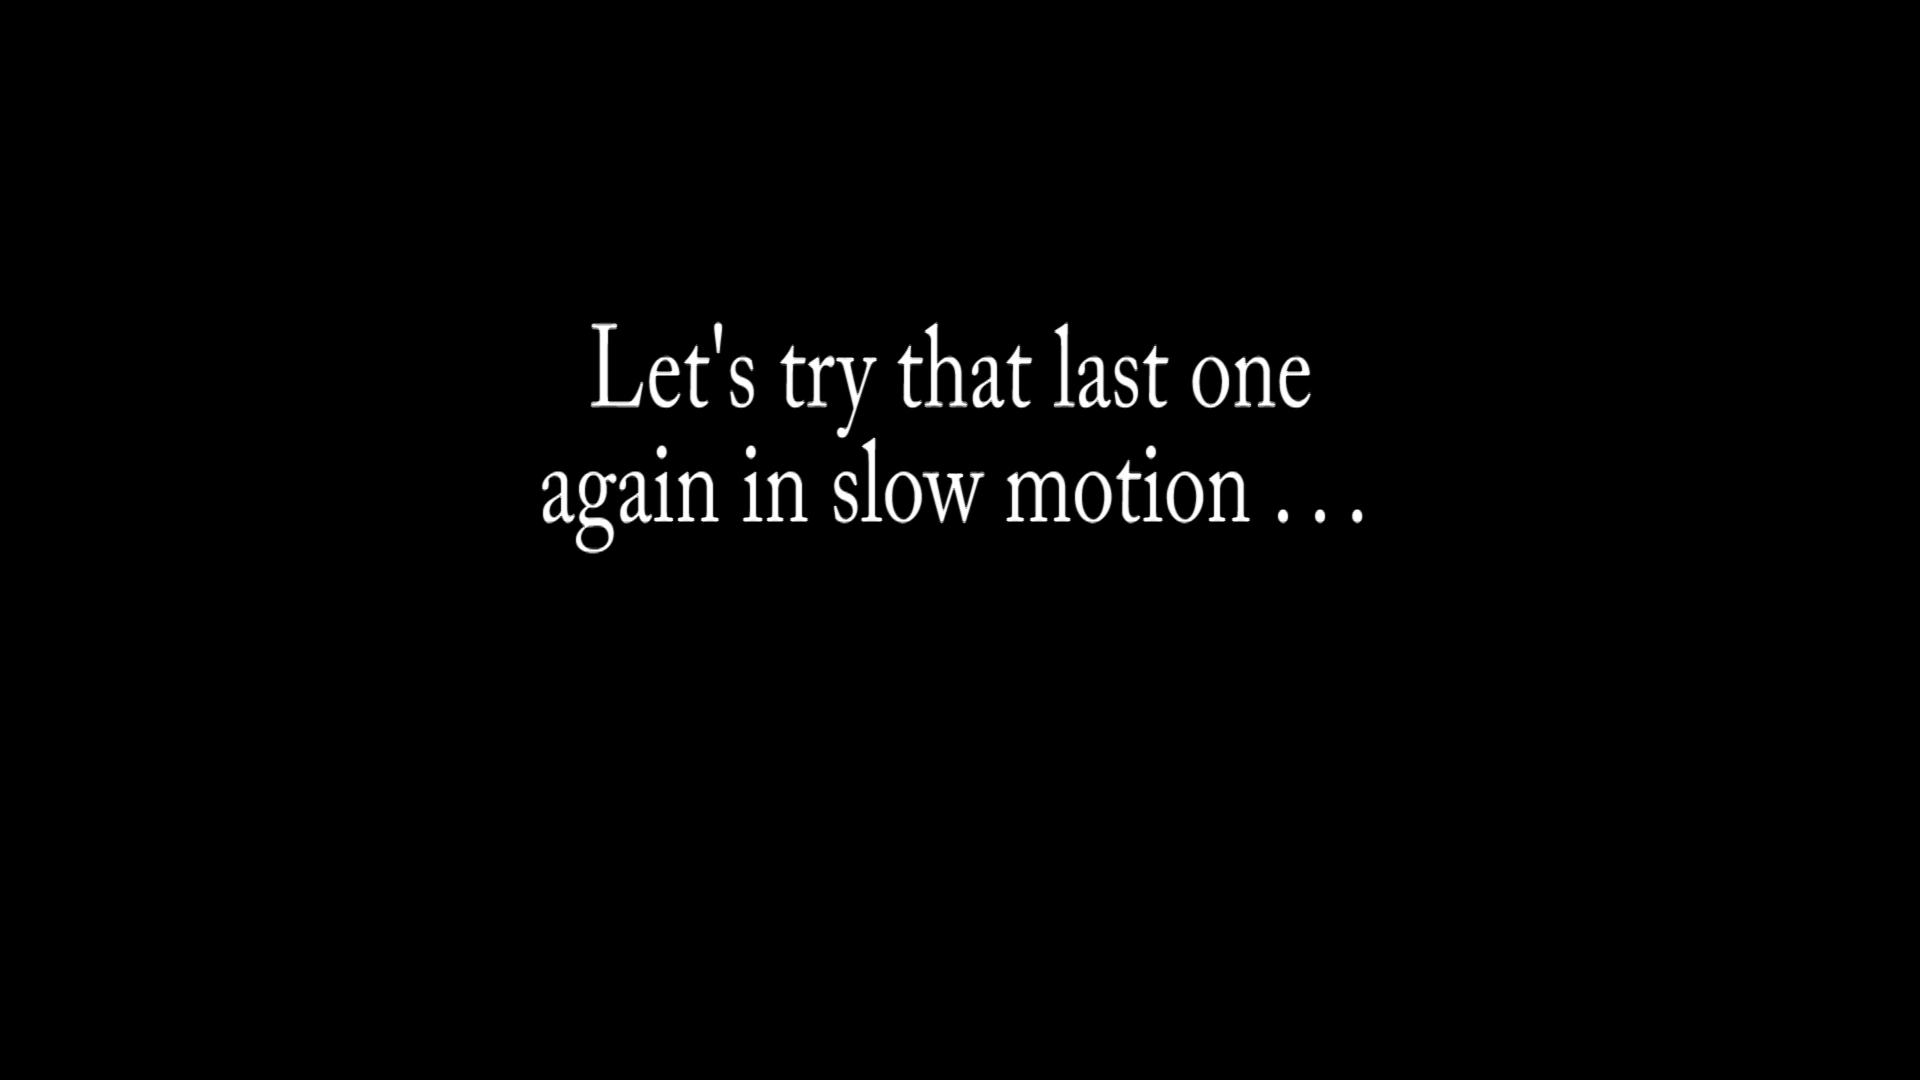 Let's try that last one
again in slow motion . . .